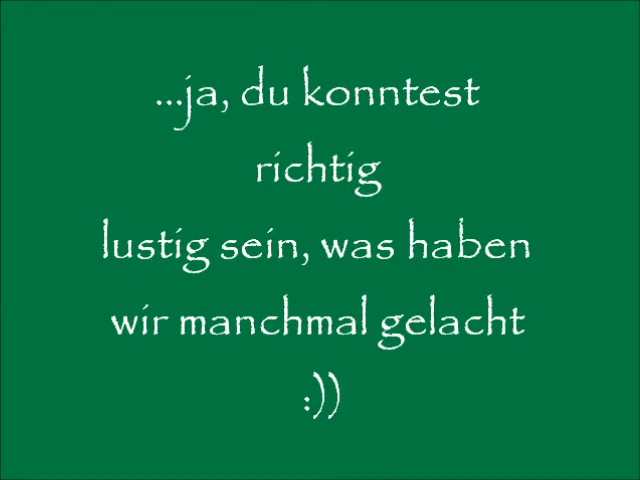 ...ja, du konntest
richtig
lustig sein, was haben
wir manchmal gelacht
:))